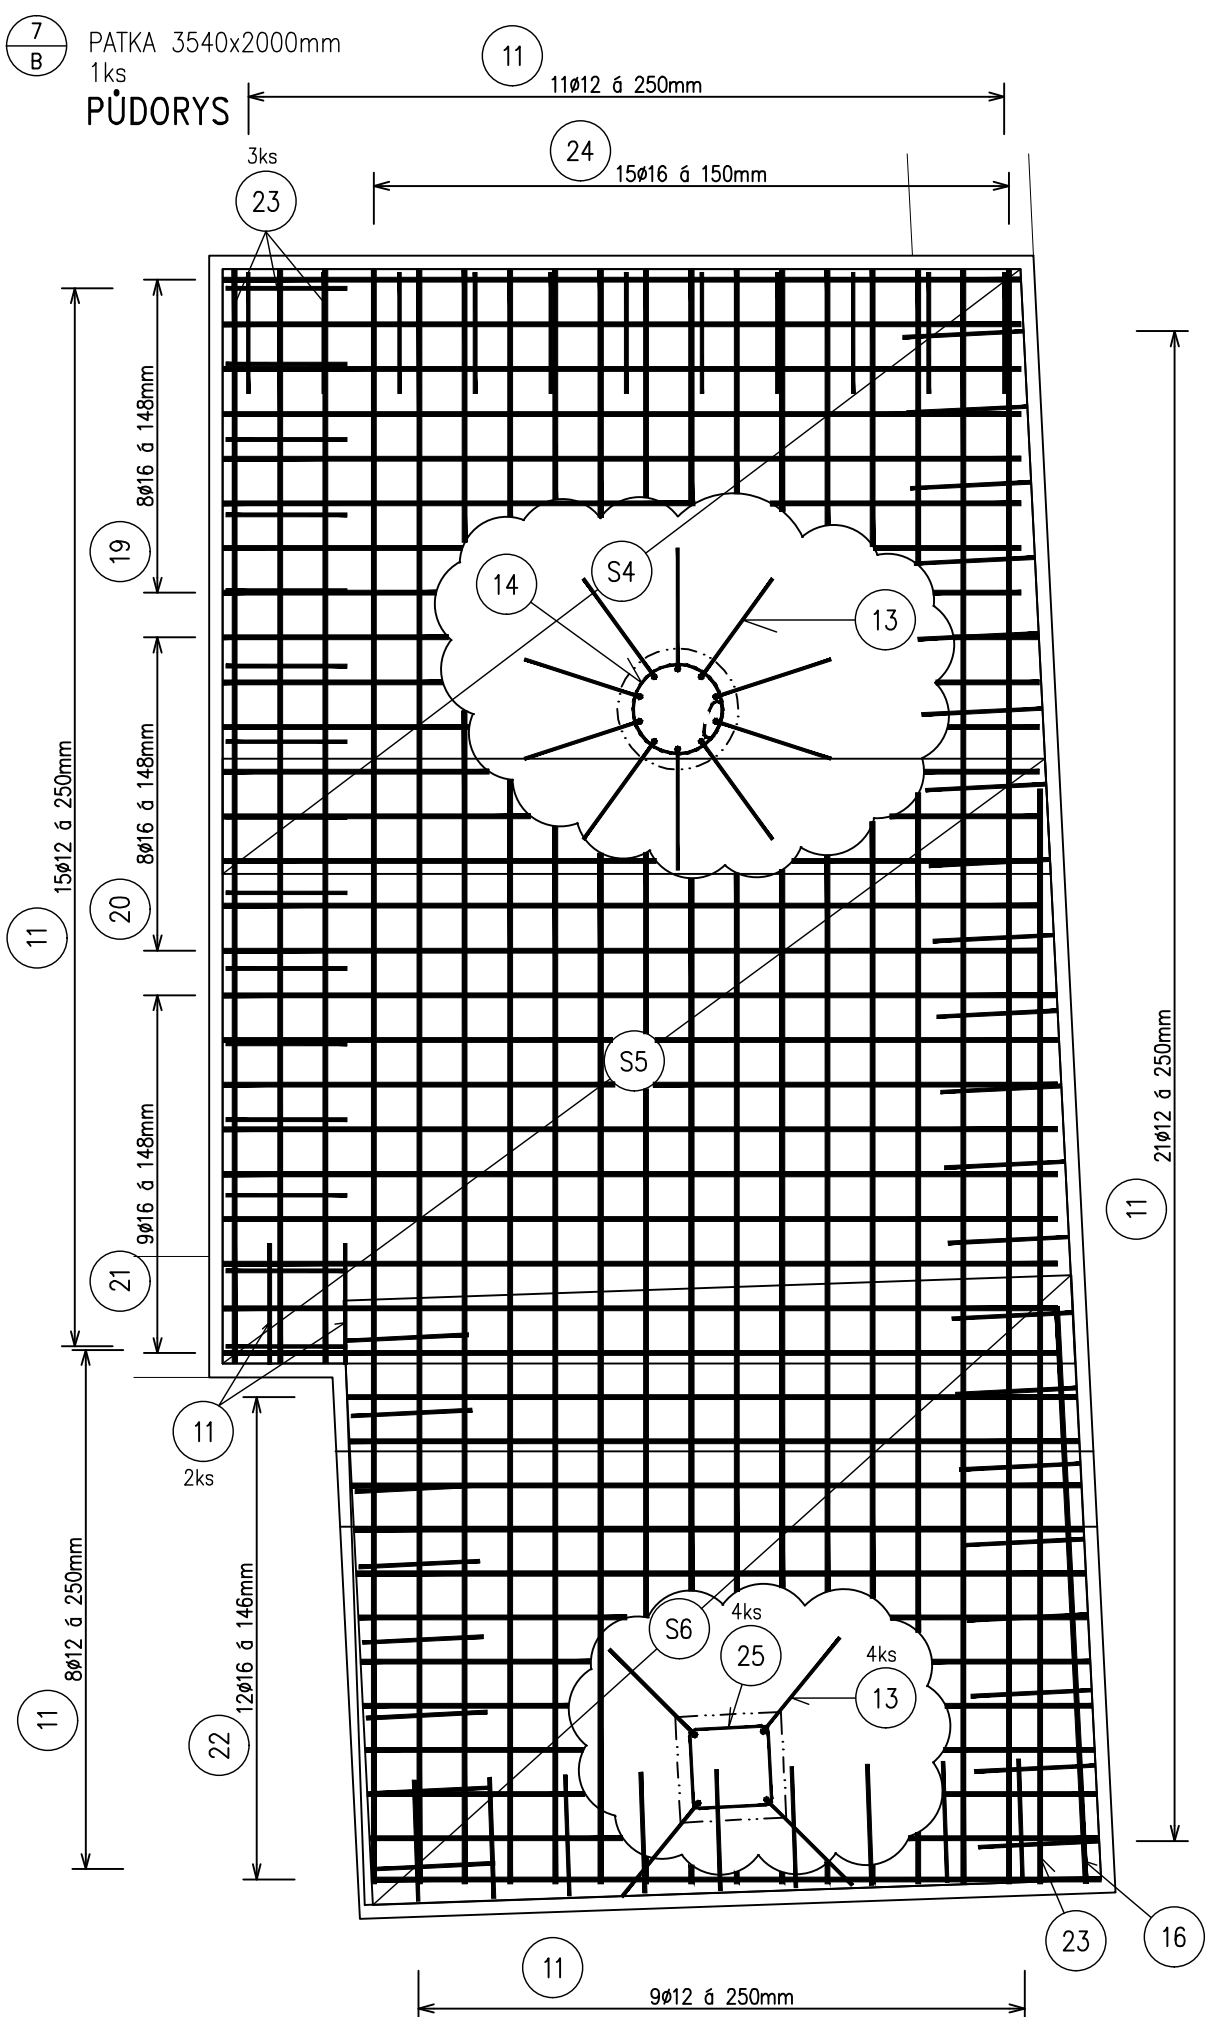 7
B
PATKA 3540x2000mm
1ks
PŮDORYS
11
11ø12 á 250mm
24
15ø16 á 150mm
3ks
23
8ø16 á 148mm
19
S4
14
13
15ø12 á 250mm
11
8ø16 á 148mm
20
S5
9ø16 á 148mm
21
21ø12 á 250mm
11
11
2ks
8ø12 á 250mm
11
12ø16 á 146mm
22
S6
4ks
25
4ks
13
23
16
11
9ø12 á 250mm